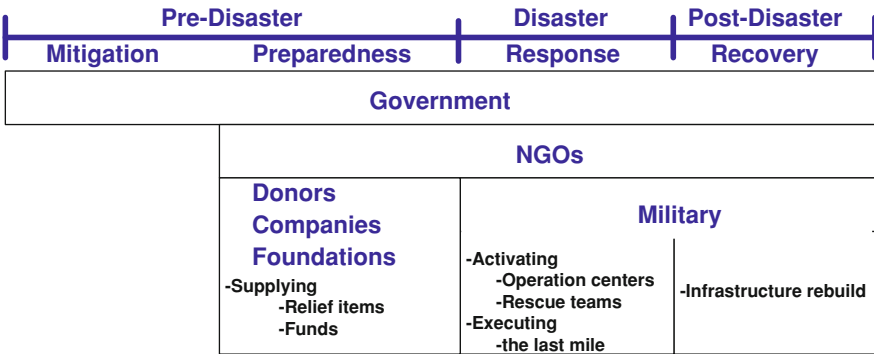 Pre-Disaster Disaster Post-Disaster
Mitigation Preparedness Response Recovery
Government
NGOs
Donors
Companies
Foundations
-Supplying
-Relief items
-Funds
Military
-Activating
-Operation centers
-Rescue teams
-Executing
-the last mile
-Infrastructure rebuild